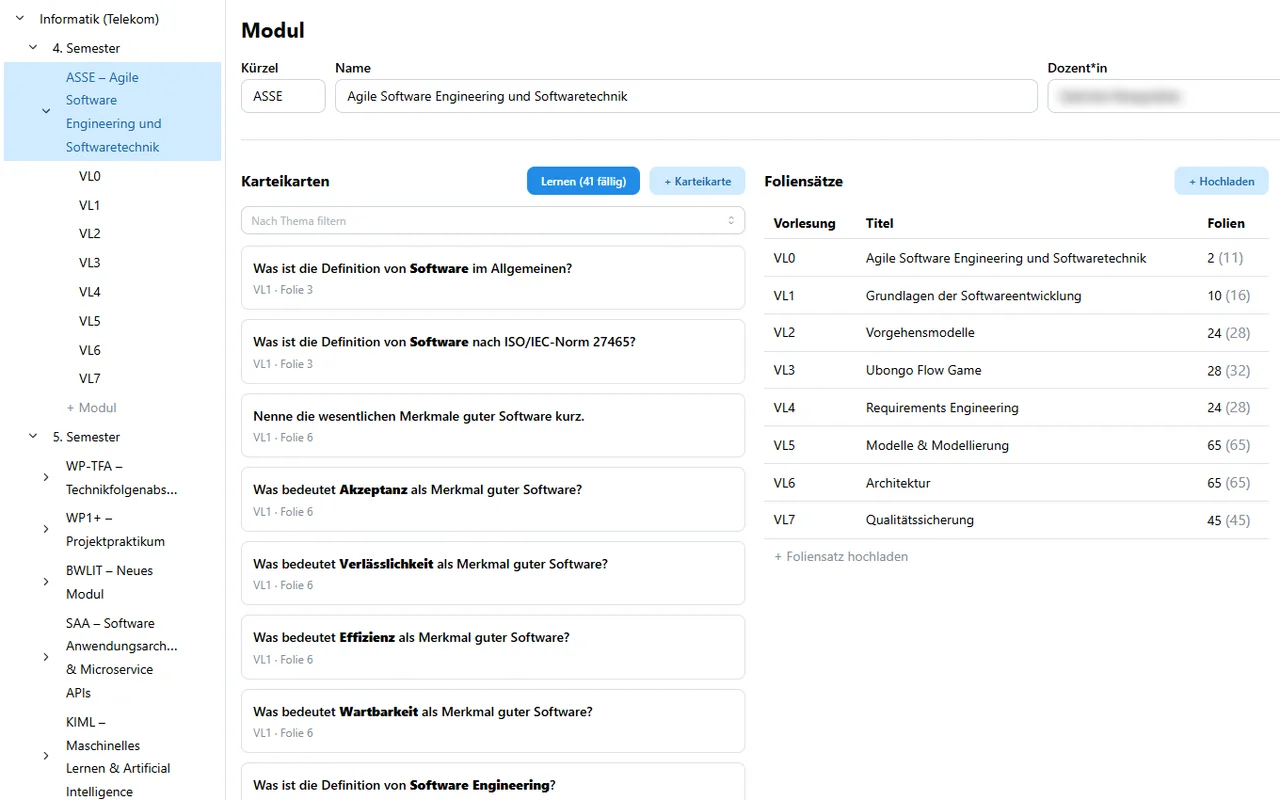 Informatik (Telekom)
4. Semester
ASSE – Agile
Software
Engineering und
Softwaretechnik
VL0
VL1
VL2
VL3
VL4
VL5
VL6
VL7
+ Modul
5. Semester
WP-TFA –
Technikfolgenabs...
WP1+ –
Projektpraktikum
BWLIT – Neues
Modul
SAA – Software
Anwendungsarch...
& Microservice
APIs
KIML –
Maschinelles
Lernen & Artificial
Intelligence
Modul
Kürzel Name Dozent*in
ASSE Agile Software Engineering und Softwaretechnik
Karteikarten Lernen (41 fällig) + Karteikarte
Nach Thema filtern
Was ist die Definition von Software im Allgemeinen?
VL1 · Folie 3
Was ist die Definition von Software nach ISO/IEC-Norm 27465?
VL1 · Folie 3
Nenne die wesentlichen Merkmale guter Software kurz.
VL1 · Folie 6
Was bedeutet Akzeptanz als Merkmal guter Software?
VL1 · Folie 6
Was bedeutet Verlässlichkeit als Merkmal guter Software?
VL1 · Folie 6
Was bedeutet Effizienz als Merkmal guter Software?
VL1 · Folie 6
Was bedeutet Wartbarkeit als Merkmal guter Software?
VL1 · Folie 6
Was ist die Definition von Software Engineering?
Foliensätze + Hochladen
Vorlesung Titel Folien
VL0 Agile Software Engineering und Softwaretechnik 2 (11)
VL1 Grundlagen der Softwareentwicklung 10 (16)
VL2 Vorgehensmodelle 24 (28)
VL3 Ubongo Flow Game 28 (32)
VL4 Requirements Engineering 24 (28)
VL5 Modelle & Modellierung 65 (65)
VL6 Architektur 65 (65)
VL7 Qualitätssicherung 45 (45)
+ Foliensatz hochladen